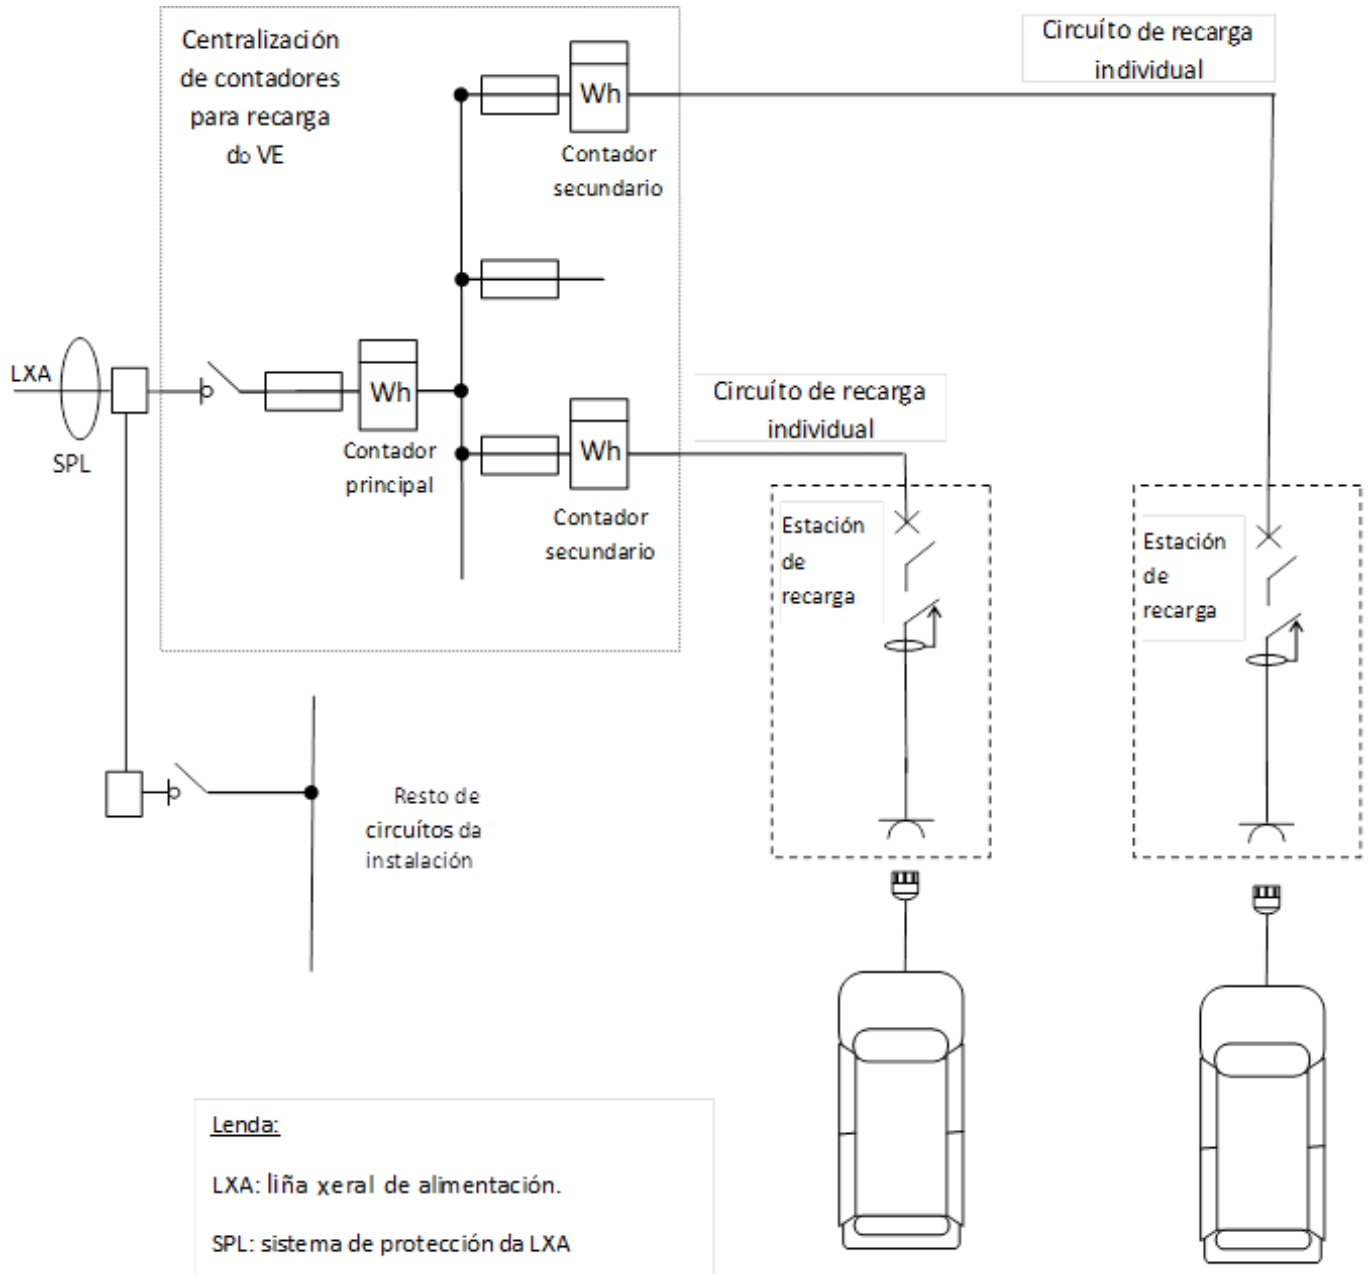 Centralización
de contadores
para recarga
do VE
Wh
Contador
secundario
Circuíto de recarga
individual
LXA
SPL
Wh
Contador
principal
Wh
Contador
secundario
Circuíto de recarga
individual
Estación
de
recarga
Estación
de
recarga
Resto de
circuítos da
instalación
Lenda:
LXA: liña xeral de alimentación.
SPL: sistema de protección da LXA